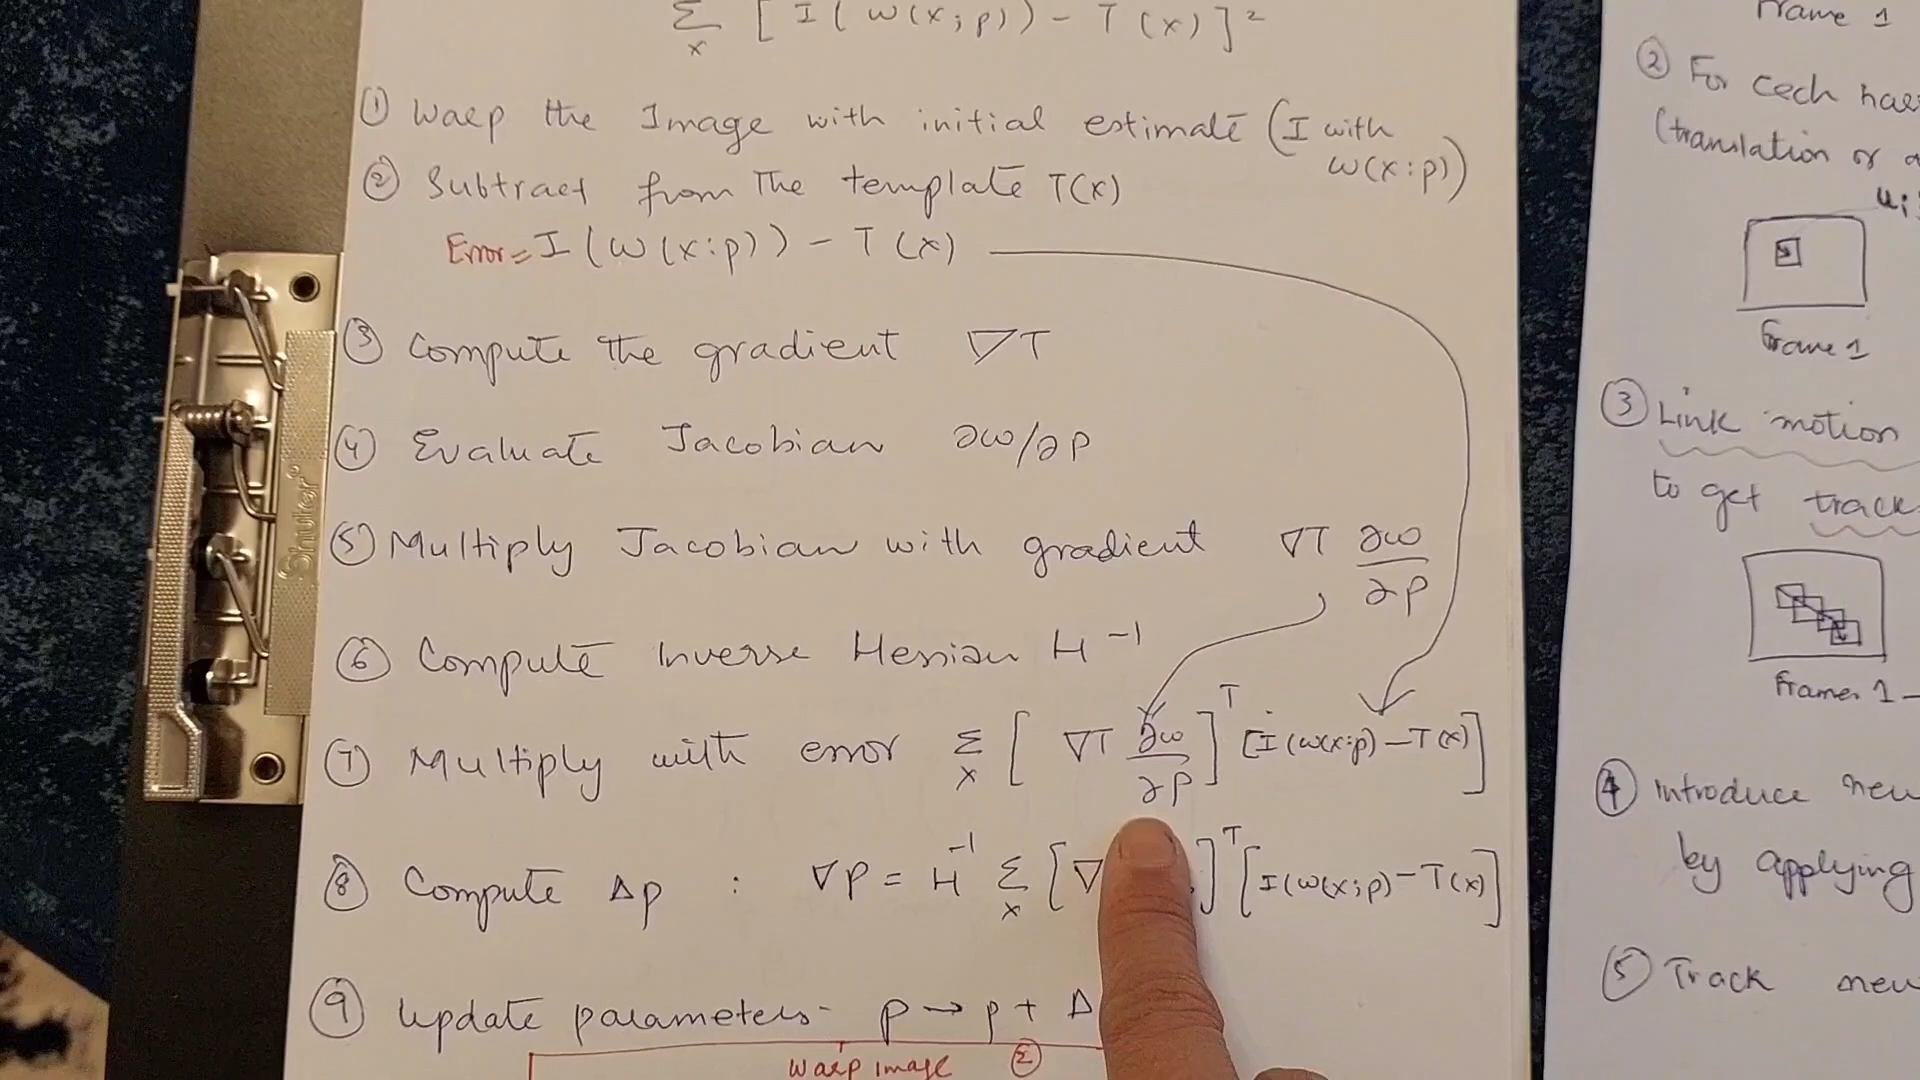 Σ [ I ( w(x; p)) - T (x) ]²
x
① Warp the Image with initial estimate (I with
w(x:p))
② Subtract from The template T(x)
Error = I (w (x:p)) - T (x)
③ Compute the gradient ∇T
④ Evaluate Jacobian ∂w/∂p
⑤ Multiply Jacobian with gradient ∇T ∂w/∂p
⑥ Compute Inverse Hessian H⁻¹
⑦ Multiply with error Σ [ ∇T ∂w/∂p ]ᵀ [I (w(x:p) - T (x)]
x
⑧ Compute Δp : ∇p = H⁻¹ Σ [∇ ]ᵀ [I(w(x;p) - T(x)]
x
⑨ update parameters- p → p + Δ
Warp image ②
Shuter
Frame 1
② For each
(translation or
Frame 1
③ Link motion
to get track
Frame 1-
④ introduce new
by applying
⑤ Track new